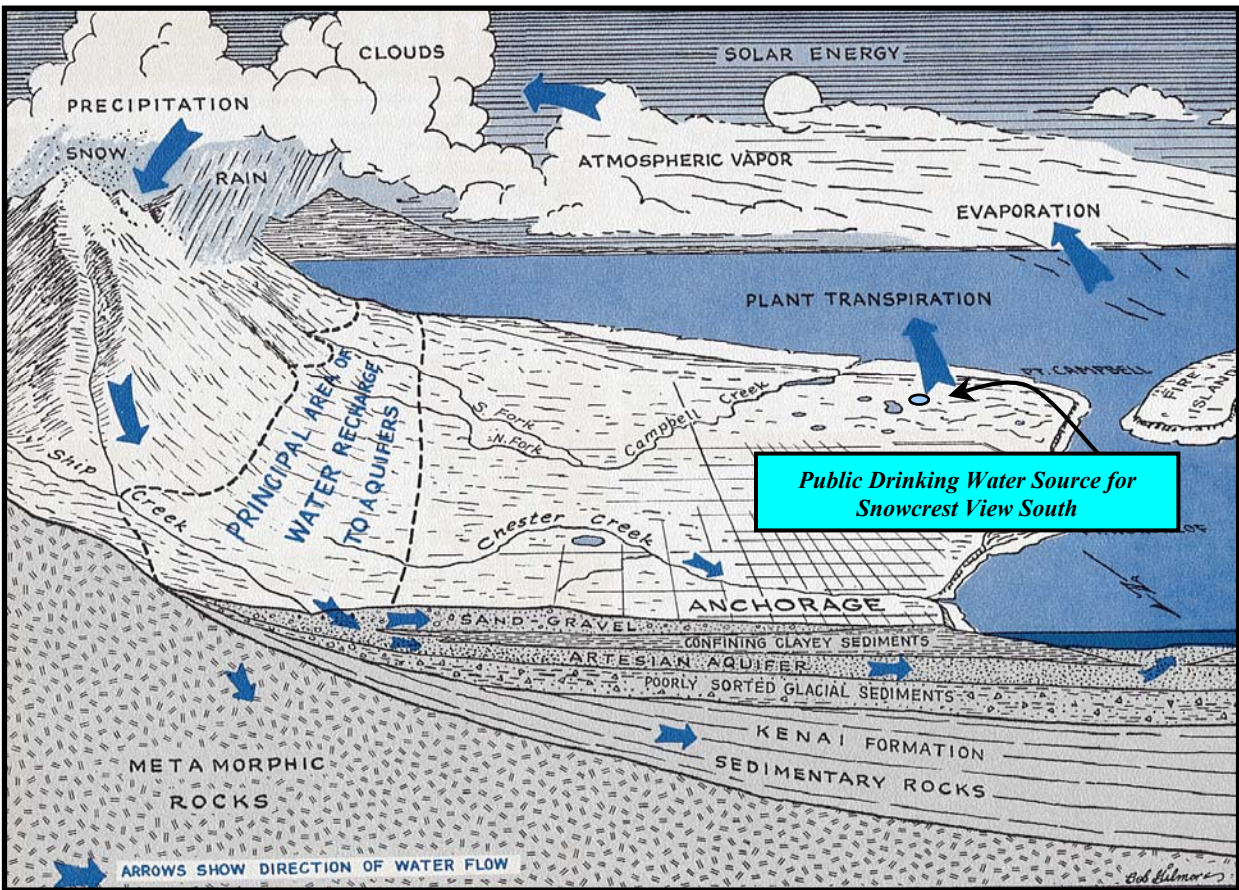 CLOUDS
SOLAR ENERGY
PRECIPITATION
SNOW
RAIN
ATMOSPHERIC VAPOR
EVAPORATION
PLANT TRANSPIRATION
PT. CAMPBELL
FIRE
ISLAND
PRINCIPAL AREA OF
WATER RECHARGE
TO AQUIFERS
S. Fork
N. Fork
Campbell Creek
Public Drinking Water Source for
Snowcrest View South
OF
Ship
Creek
Chester Creek
ANCHORAGE
SAND-GRAVEL
CONFINING CLAYEY SEDIMENTS
ARTESIAN AQUIFER
POORLY SORTED GLACIAL SEDIMENTS
KENAI FORMATION
SEDIMENTARY ROCKS
METAMORPHIC
ROCKS
ARROWS SHOW DIRECTION OF WATER FLOW
Bob Gilmore